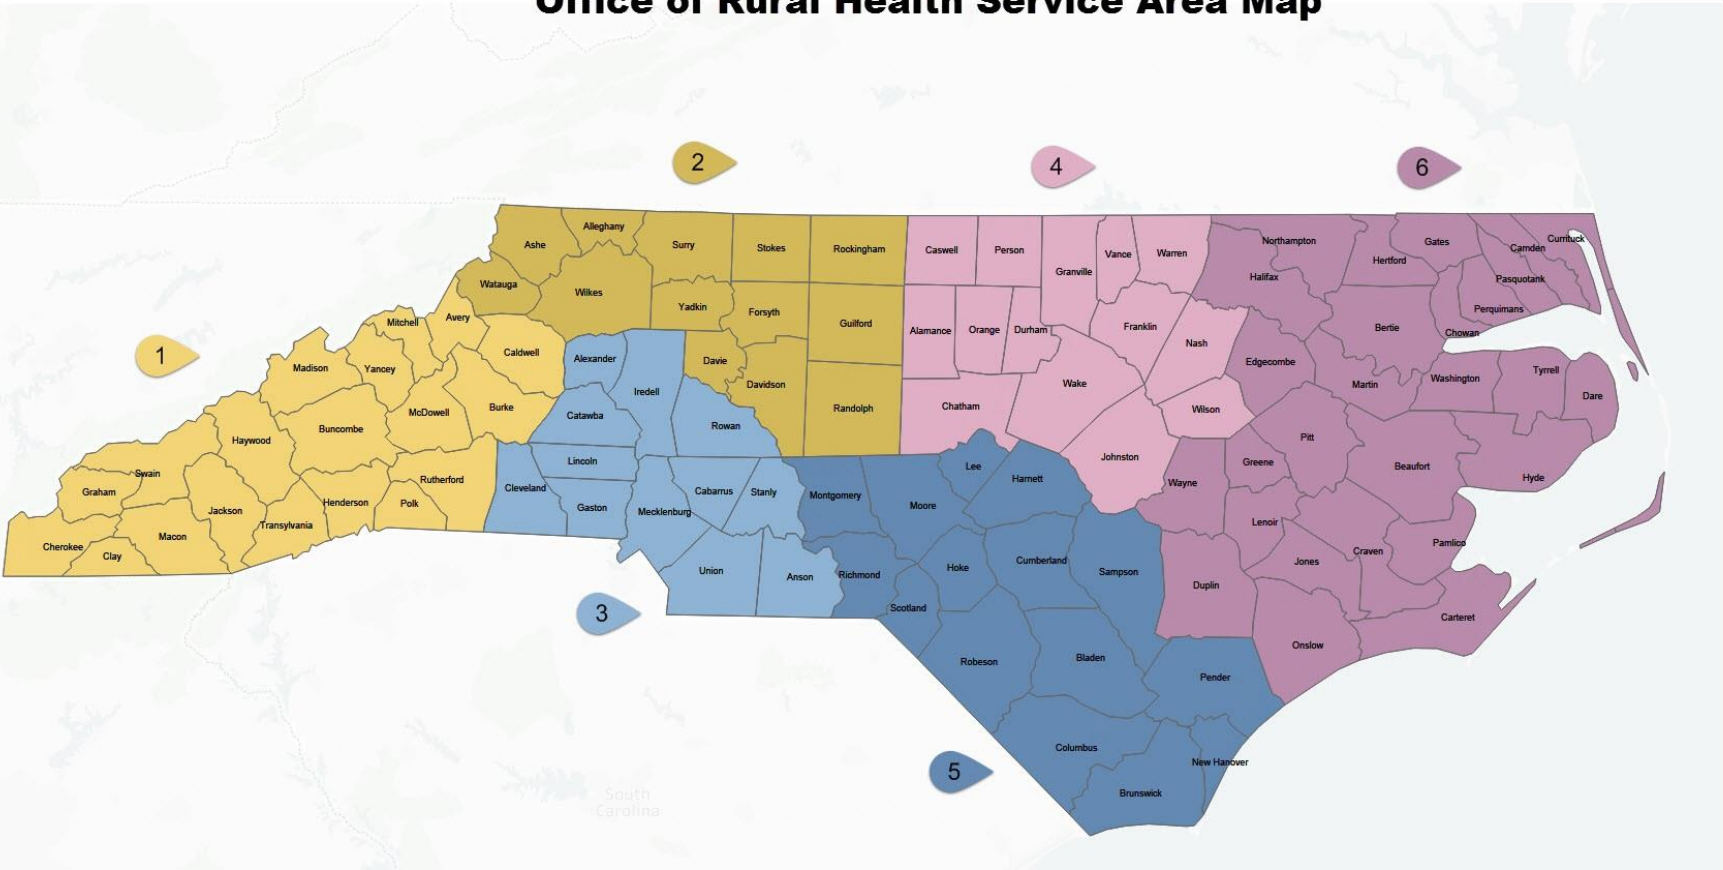 Office of Rural Health Service Area Map
2
4
6
1
3
5
Ashe
Alleghany
Surry
Stokes
Rockingham
Watauga
Wilkes
Yadkin
Forsyth
Guilford
Davie
Davidson
Randolph
Caswell
Person
Granville
Vance
Warren
Alamance
Orange
Durham
Franklin
Nash
Wake
Chatham
Wilson
Johnston
Northampton
Halifax
Hertford
Gates
Camden
Currituck
Pasquotank
Perquimans
Chowan
Bertie
Edgecombe
Martin
Washington
Tyrrell
Dare
Pitt
Beaufort
Hyde
Greene
Wayne
Lenoir
Craven
Pamlico
Jones
Duplin
Onslow
Carteret
Mitchell
Avery
Caldwell
Madison
Yancey
McDowell
Burke
Buncombe
Haywood
Swain
Graham
Rutherford
Henderson
Polk
Jackson
Transylvania
Macon
Cherokee
Clay
Alexander
Iredell
Catawba
Rowan
Lincoln
Cleveland
Gaston
Mecklenburg
Cabarrus
Stanly
Union
Anson
Montgomery
Moore
Lee
Harnett
Richmond
Hoke
Cumberland
Sampson
Scotland
Robeson
Bladen
Pender
Columbus
New Hanover
Brunswick
South
Carolina